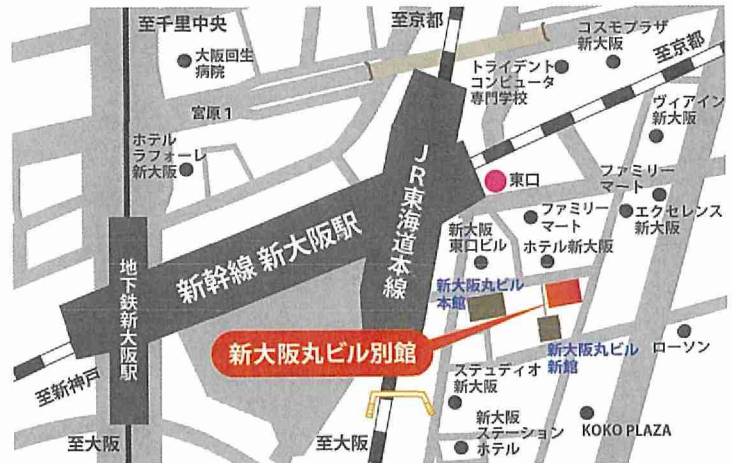 至千里中央
大阪回生
病院
至京都
コスモプラザ
新大阪
至京都
トライデント
コンピュータ
専門学校
宮原1
ヴィアイン
新大阪
ホテル
ラフォーレ
新大阪
JR東海道本線
東口
ファミリー
マート
ファミリー
マート
エクセレンス
新大阪
新大阪
東口ビル
ホテル新大阪
新幹線 新大阪駅
地下鉄新大阪駅
新大阪丸ビル
本館
新大阪丸ビル別館
新大阪丸ビル
新館
ローソン
至新神戸
ステュディオ
新大阪
新大阪
ステーション
ホテル
KOKO PLAZA
至大阪
至大阪